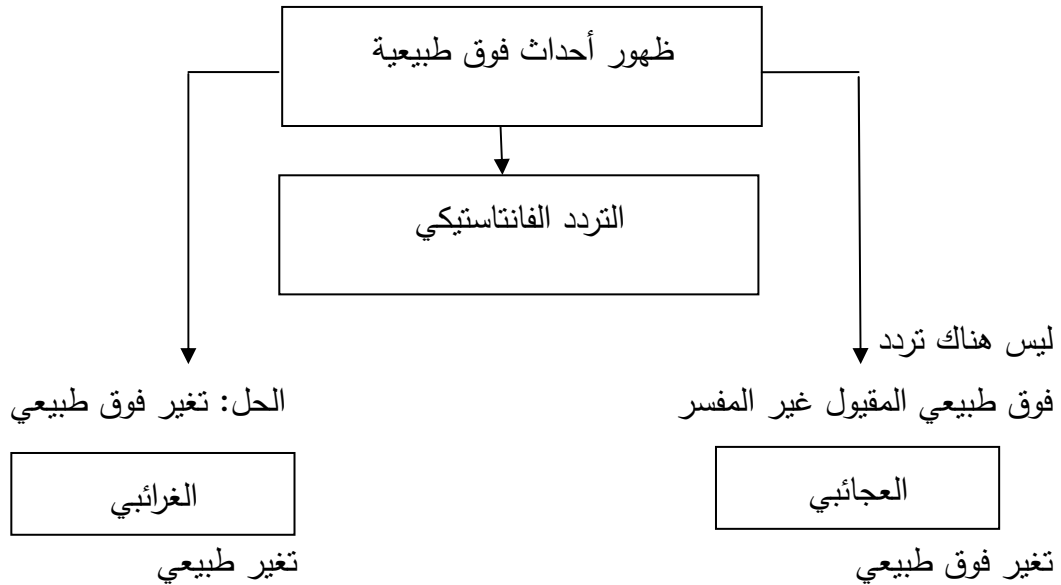 ظهور أحداث فوق طبيعية
التردد الفانتاستيكي
ليس هناك تردد
فوق طبيعي المقيول غير المفسر
الحل: تغير فوق طبيعي
العجائبي
الغرائبي
تغير فوق طبيعي
تغير طبيعي